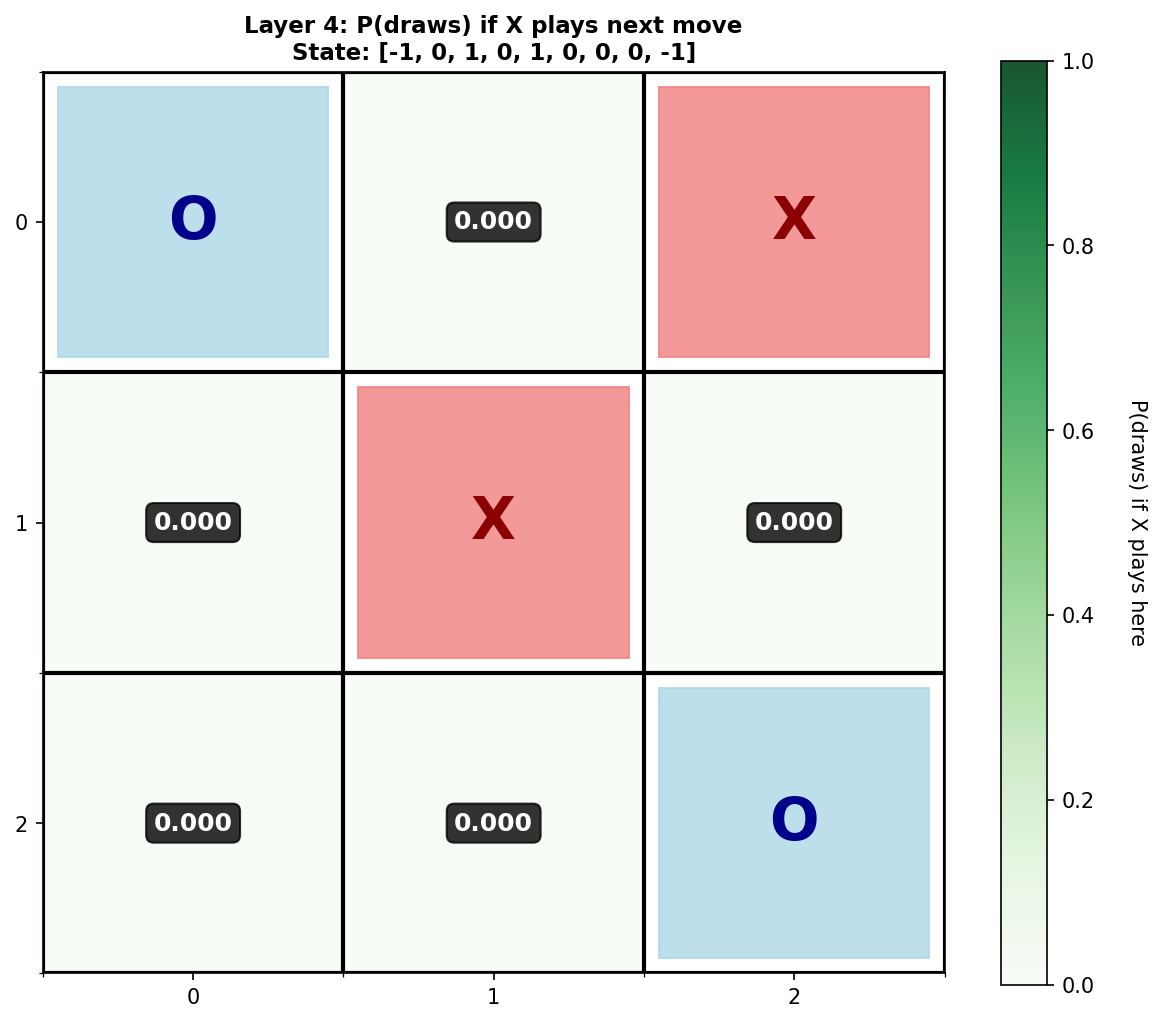 Layer 4: P(draws) if X plays next move
State: [-1, 0, 1, 0, 1, 0, 0, 0, -1]
O
0.000
X
0.000
X
0.000
0.000
0.000
O
0
1
2
0
1
2
1.0
0.8
0.6
0.4
0.2
0.0
P(draws) if X plays here